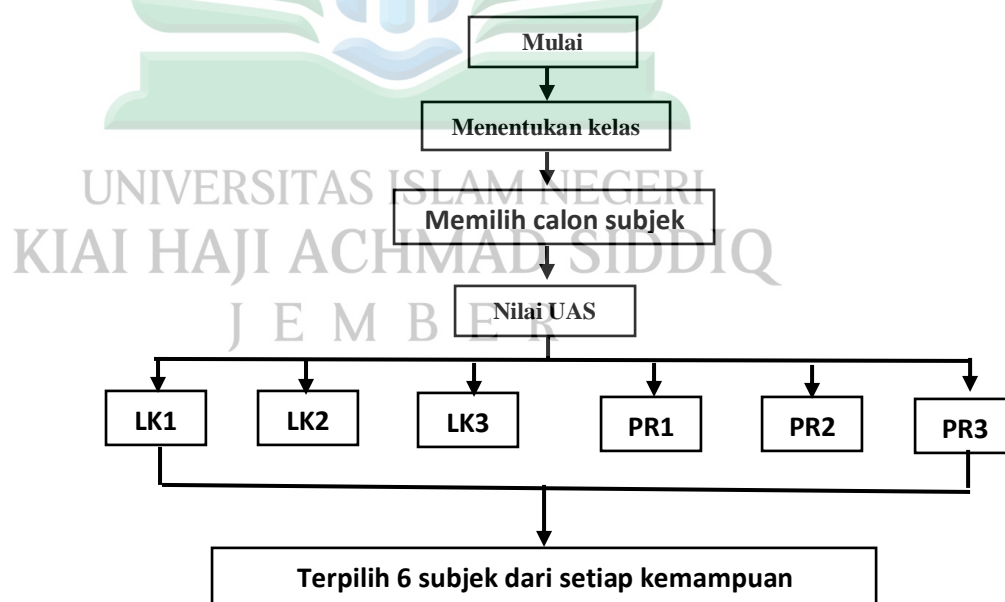 Mulai
Menentukan kelas
UNIVERSITAS ISLAM NEGERI
Memilih calon subjek
KIAI HAJI ACHMAD SIDDIQ
Nilai UAS
JEMBER
LK1
LK2
LK3
PR1
PR2
PR3
Terpilih 6 subjek dari setiap kemampuan